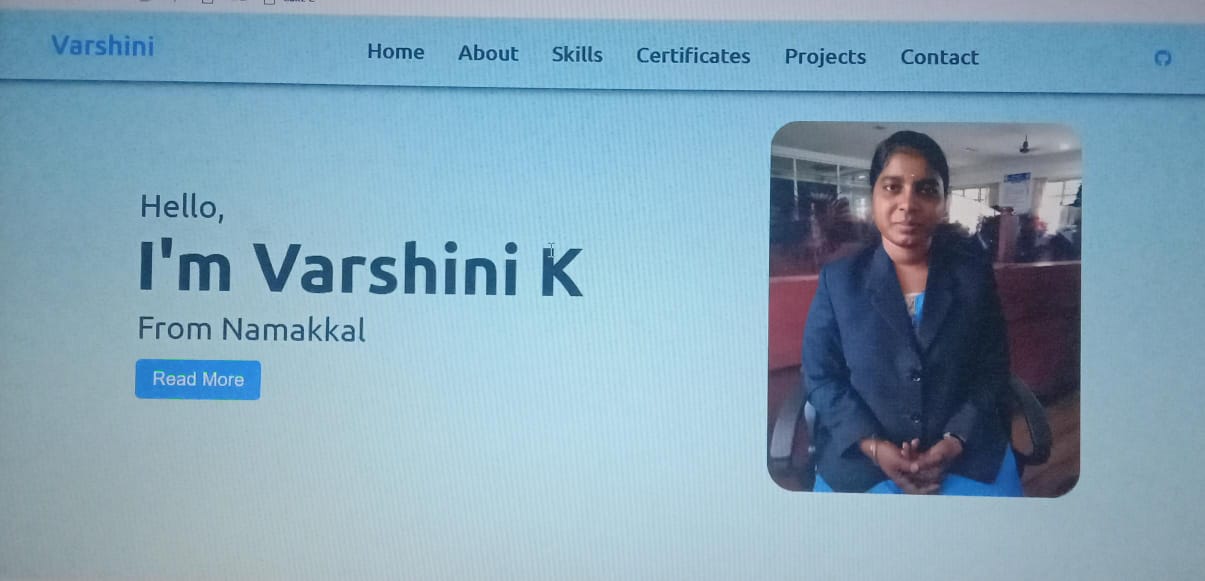 Varshini
Home About Skills Certificates Projects Contact
Hello,
I'm Varshini K
From Namakkal
Read More